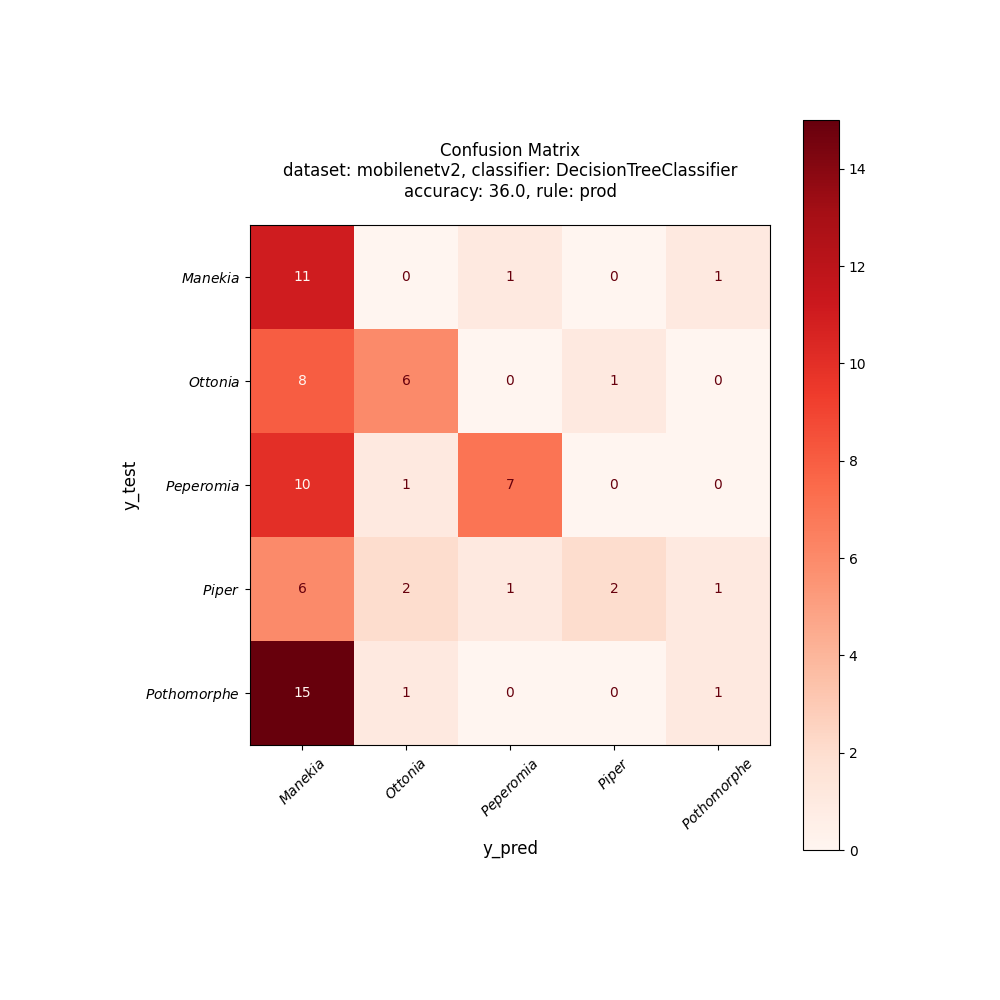 Confusion Matrix
dataset: mobilenetv2, classifier: DecisionTreeClassifier
accuracy: 36.0, rule: prod
y_test
Manekia 11 0 1 0 1
Ottonia 8 6 0 1 0
Peperomia 10 1 7 0 0
Piper 6 2 1 2 1
Pothomorphe 15 1 0 0 1
Manekia Ottonia Peperomia Piper Pothomorphe
y_pred
14
12
10
8
6
4
2
0